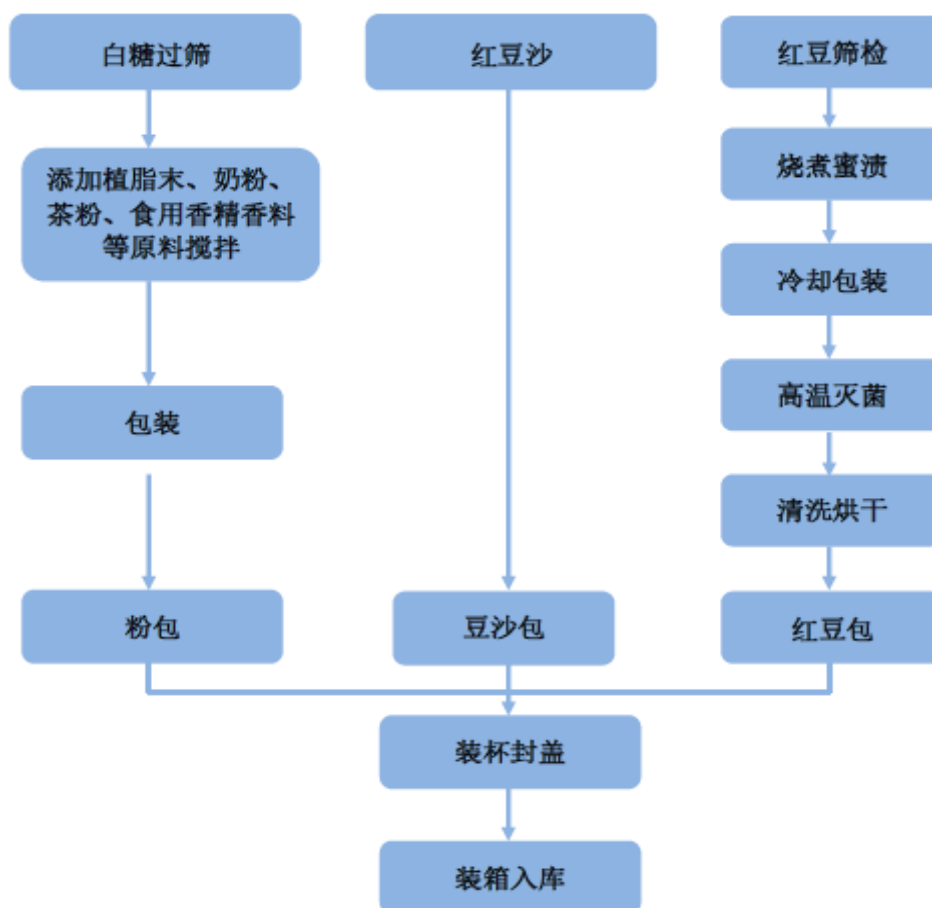 白糖过筛
红豆沙
红豆筛检
添加植脂末、奶粉、
茶粉、食用香精香料
等原料搅拌
烧煮蜜渍
冷却包装
高温灭菌
包装
清洗烘干
粉包
豆沙包
红豆包
装杯封盖
装箱入库